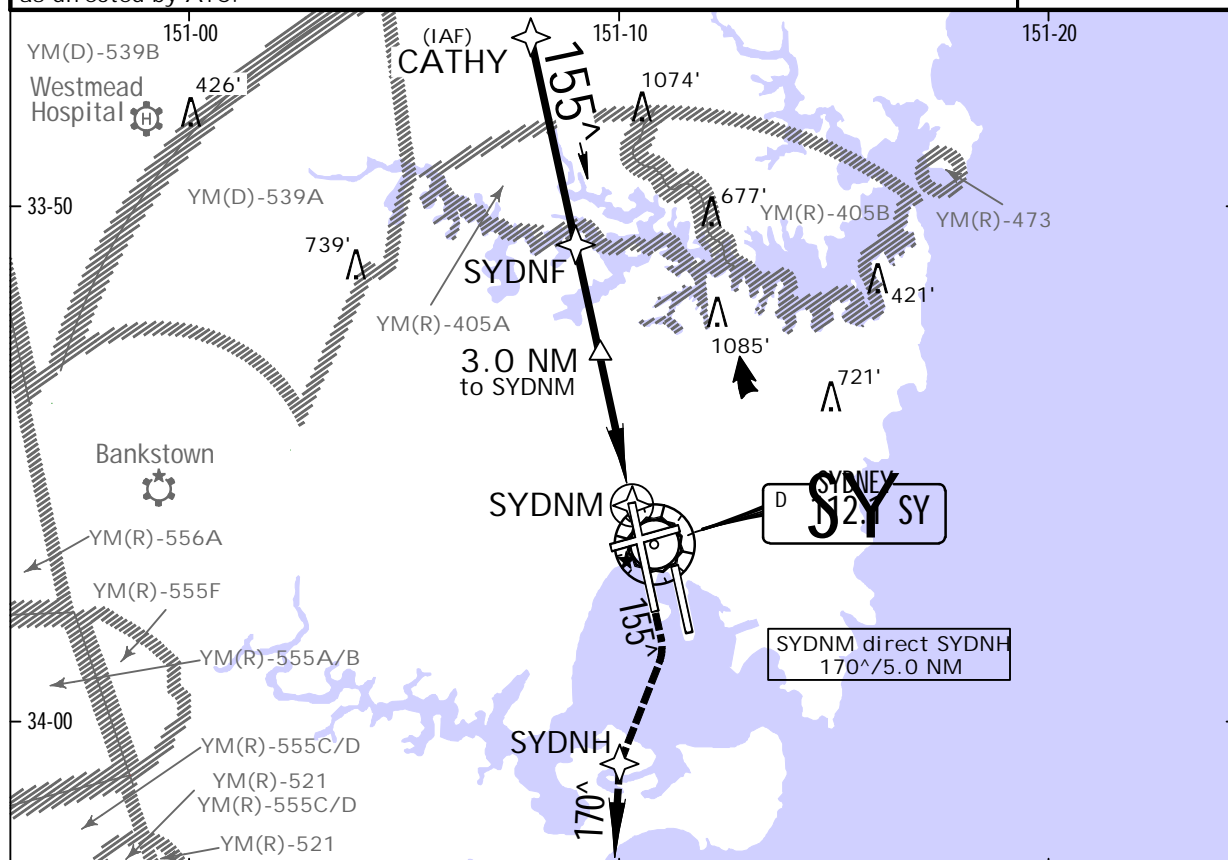 as directed by ATC.
151-00
151-10
151-20
YM(D)-539B
(IAF)
CATHY
155^
Westmead
Hospital
H
426'
1074'
YM(D)-539A
33-50
677'
YM(R)-405B
YM(R)-473
739'
SYDNF
421'
YM(R)-405A
1085'
3.0 NM
to SYDNM
721'
Bankstown
SYDNM
D
SYDNEY
112.1 SY
SY
YM(R)-556A
YM(R)-555F
155^
SYDNM direct SYDNH
170^/5.0 NM
YM(R)-555A/B
34-00
SYDNH
YM(R)-555C/D
YM(R)-521
YM(R)-555C/D
170^
YM(R)-521